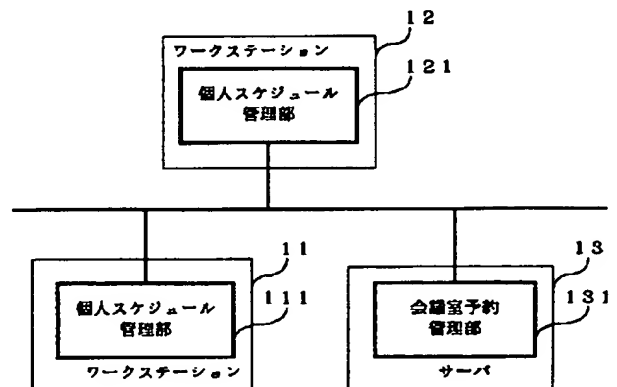 ワークステーション
12
個人スケジュール
管理部
121
11
個人スケジュール
管理部
111
ワークステーション
13
会議室予約
管理部
131
サーバ